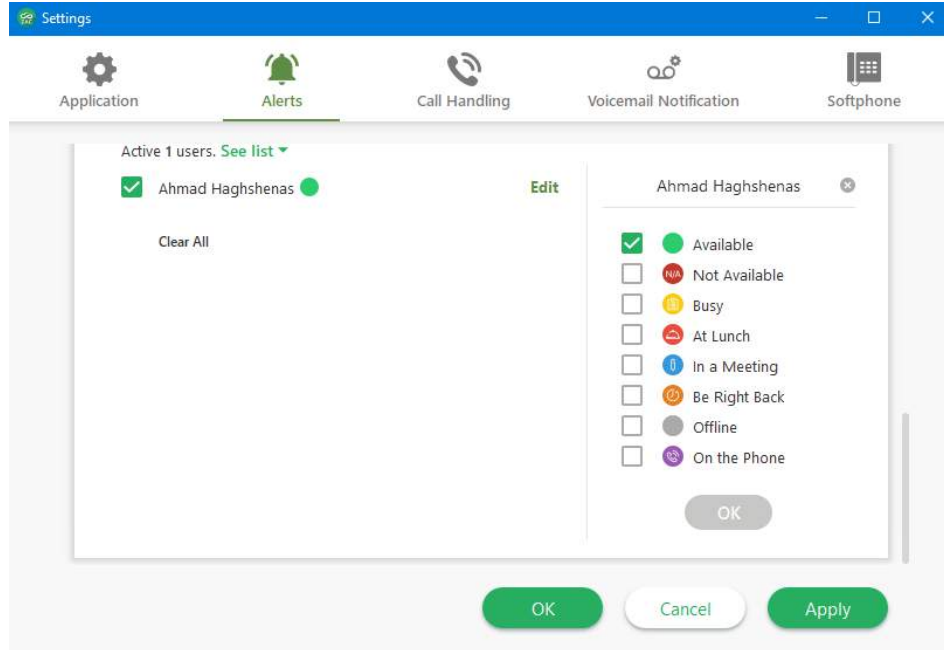 Settings
Application
Alerts
Call Handling
Voicemail Notification
Softphone
Active 1 users. See list
Ahmad Haghshenas
Edit
Clear All
Ahmad Haghshenas
Available
N/A Not Available
Busy
At Lunch
In a Meeting
Be Right Back
Offline
On the Phone
OK
OK
Cancel
Apply